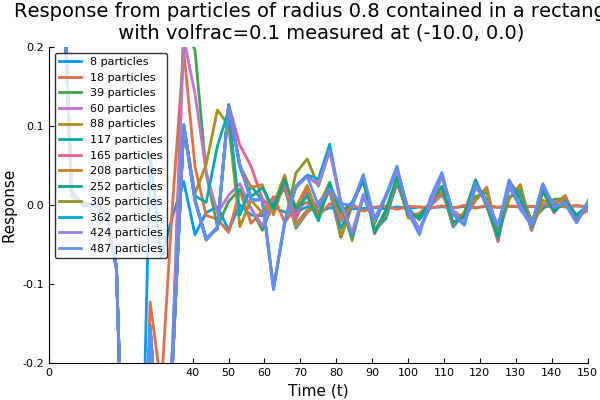 Response from particles of radius 0.8 contained in a rectang
with volfrac=0.1 measured at (-10.0, 0.0)
0.2
0.1
0.0
-0.1
-0.2
Response
8 particles
18 particles
39 particles
60 particles
88 particles
117 particles
165 particles
208 particles
252 particles
305 particles
362 particles
424 particles
487 particles
0 40 50 60 70 80 90 100 110 120 130 140 150
Time (t)